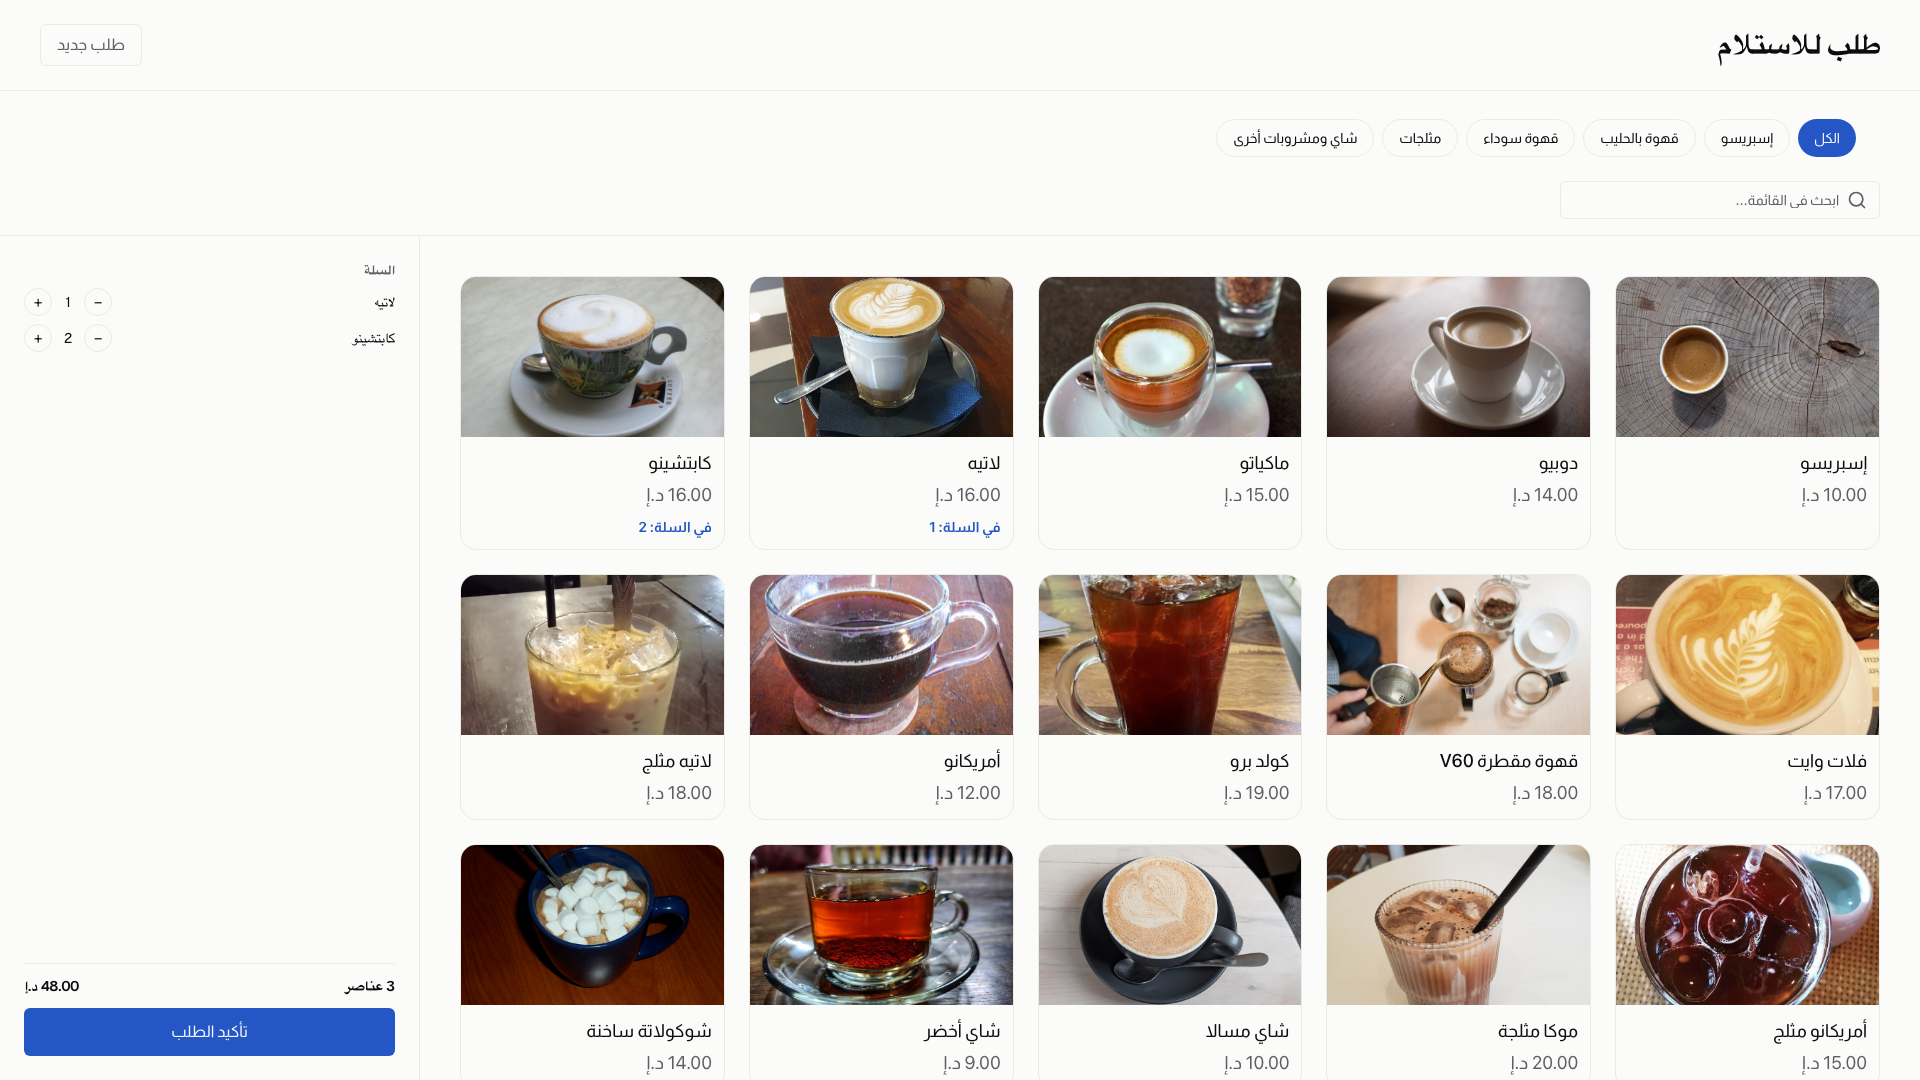 طلب للاستلام
طلب جديد
الكل
إسبريسو
قهوة بالحليب
قهوة سوداء
مثلجات
شاي ومشروبات أخرى
ابحث في القائمة...
إسبريسو
10.00 د.إ
دوبيو
14.00 د.إ
ماكياتو
15.00 د.إ
لاتيه
16.00 د.إ
في السلة: 1
كابتشينو
16.00 د.إ
في السلة: 2
فلات وايت
17.00 د.إ
قهوة مقطرة V60
18.00 د.إ
كولد برو
19.00 د.إ
أمريكانو
12.00 د.إ
لاتيه مثلج
18.00 د.إ
أمريكانو مثلج
15.00 د.إ
موكا مثلجة
20.00 د.إ
شاي مسالا
10.00 د.إ
شاي أخضر
9.00 د.إ
شوكولاتة ساخنة
14.00 د.إ
السلة
لاتيه
− 1 +
كابتشينو
− 2 +
3 عناصر
48.00 د.إ
تأكيد الطلب